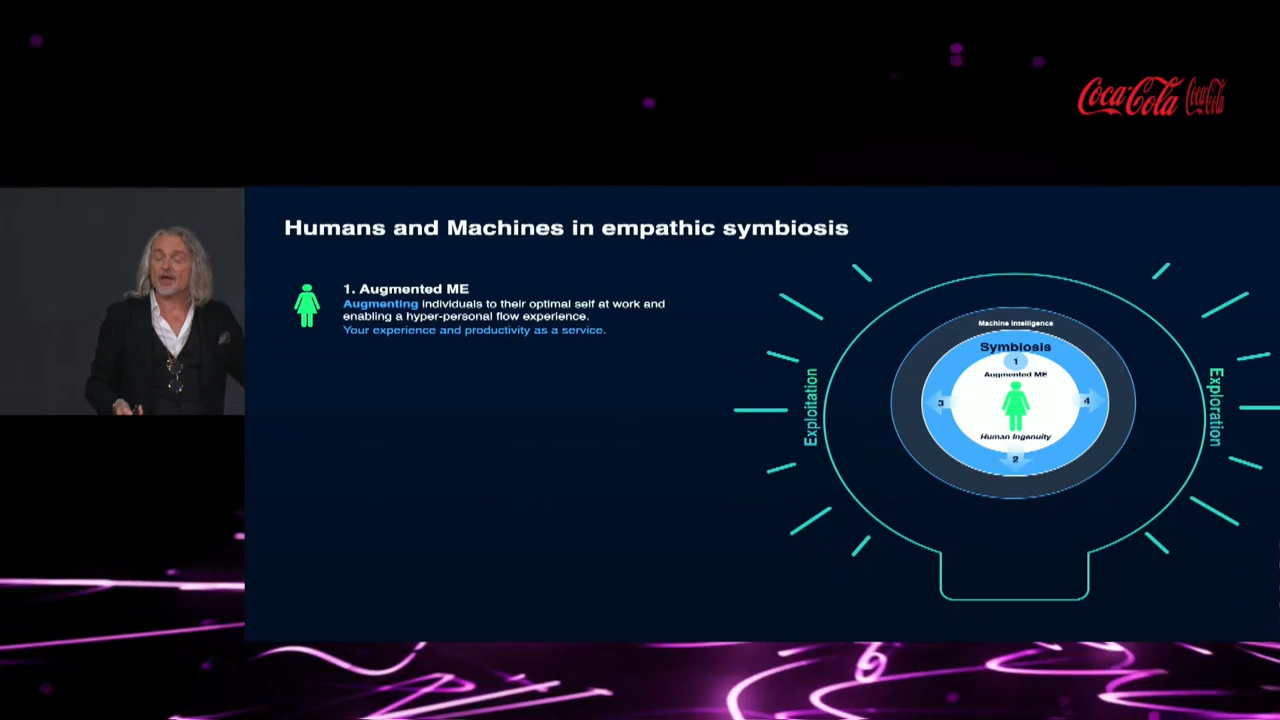 Coca-Cola Coca-Cola
Humans and Machines in empathic symbiosis
1. Augmented ME
Augmenting individuals to their optimal self at work and
enabling a hyper-personal flow experience.
Your experience and productivity as a service.
Machine Intelligence
Symbiosis
1
Augmented ME
3
4
Human Ingenuity
2
Exploitation
Exploration